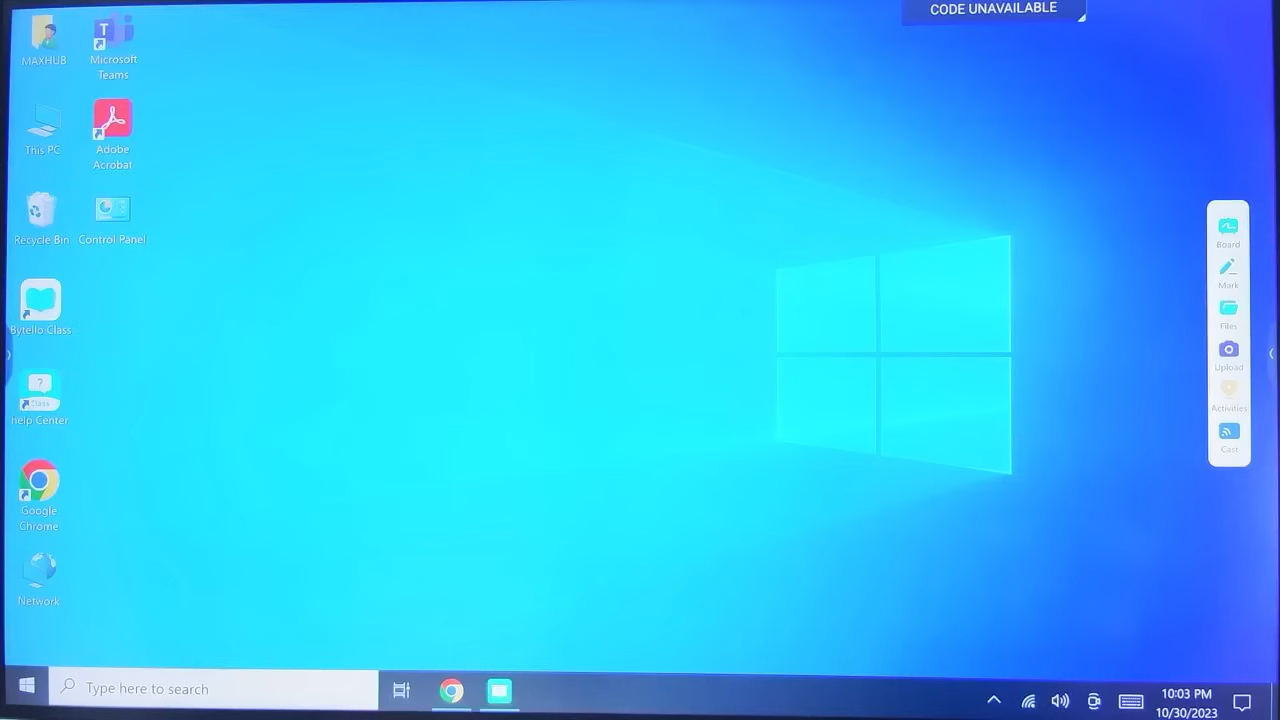 CODE UNAVAILABLE
MAXHUB
Microsoft
Teams
This PC
Adobe
Acrobat
Recycle Bin
Control Panel
Bytello Class
?
Class
help Center
Google
Chrome
Network
Board
Mark
Files
Upload
Activities
Cast
Type here to search
10:03 PM
10/30/2023